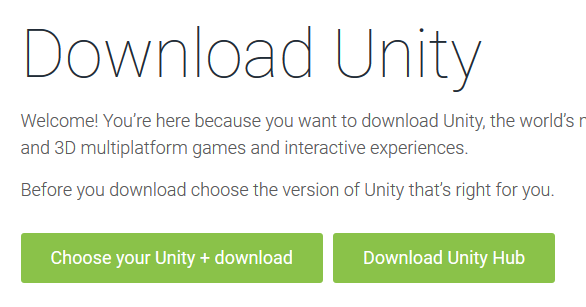 Download Unity
Welcome! You’re here because you want to download Unity, the world’s
and 3D multiplatform games and interactive experiences.
Before you download choose the version of Unity that’s right for you.
Choose your Unity + download
Download Unity Hub